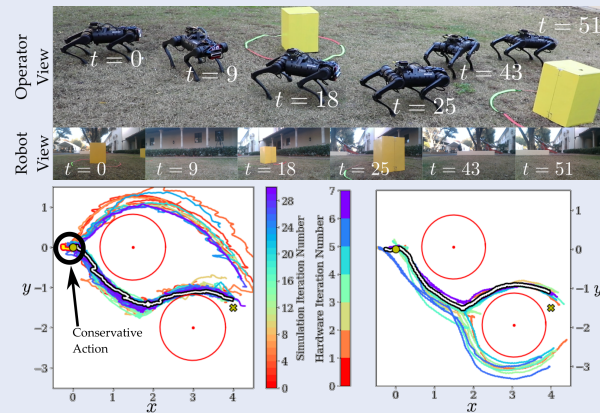 Operator View
t = 0
t = 9
t = 18
t = 25
t = 43
t = 51
Robot View
t = 0
t = 9
t = 18
t = 25
t = 43
t = 51
0
−1
−2
−3
y
0 1 2 3 4
x
Conservative
Action
28
24
20
16
12
8
4
0
Simulation Iteration Number
7
6
5
4
3
2
1
0
Hardware Iteration Number
0
−1
−2
−3
y
0 1 2 3 4
x